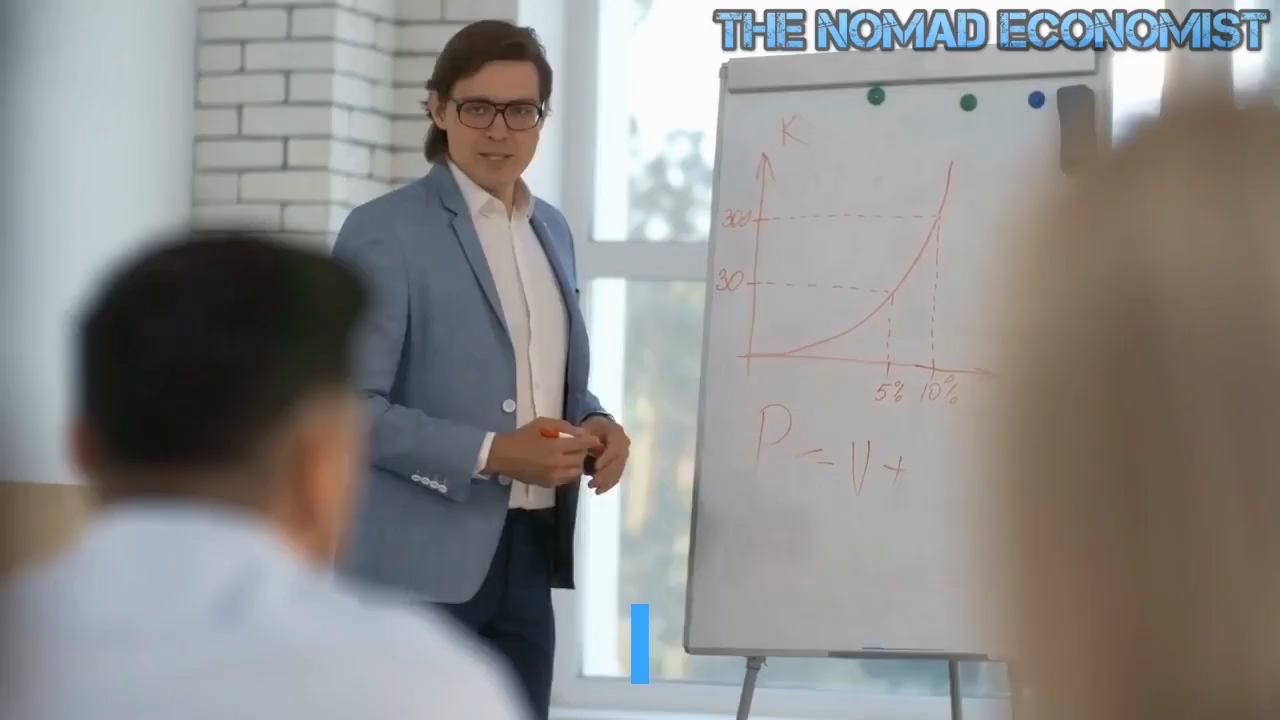 THE NOMAD ECONOMIST
K
300
30
5% 10%
P = V +